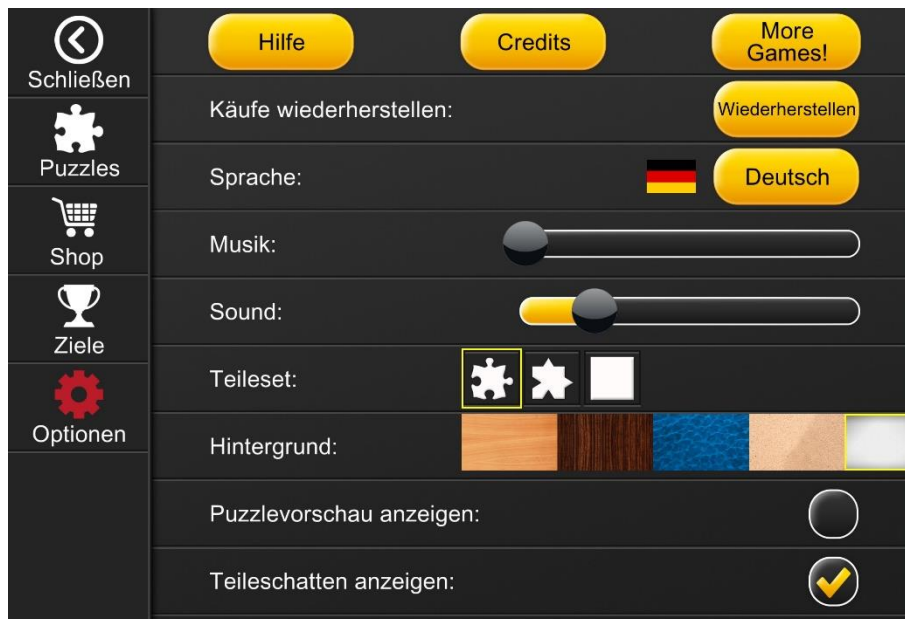 Schließen
Puzzles
Shop
Ziele
Optionen
Hilfe
Credits
More
Games!
Käufe wiederherstellen:
Wiederherstellen
Sprache:
Deutsch
Musik:
Sound:
Teileset:
Hintergrund:
Puzzlevorschau anzeigen:
Teileschatten anzeigen: